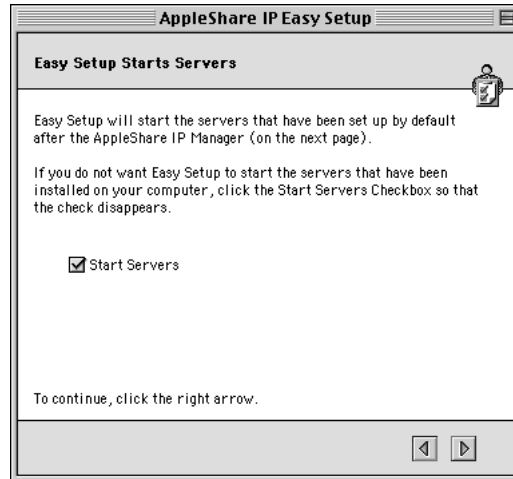 AppleShare IP Easy Setup
Easy Setup Starts Servers
Easy Setup will start the servers that have been set up by default
after the AppleShare IP Manager (on the next page).
If you do not want Easy Setup to start the servers that have been
installed on your computer, click the Start Servers Checkbox so that
the check disappears.
Start Servers
To continue, click the right arrow.